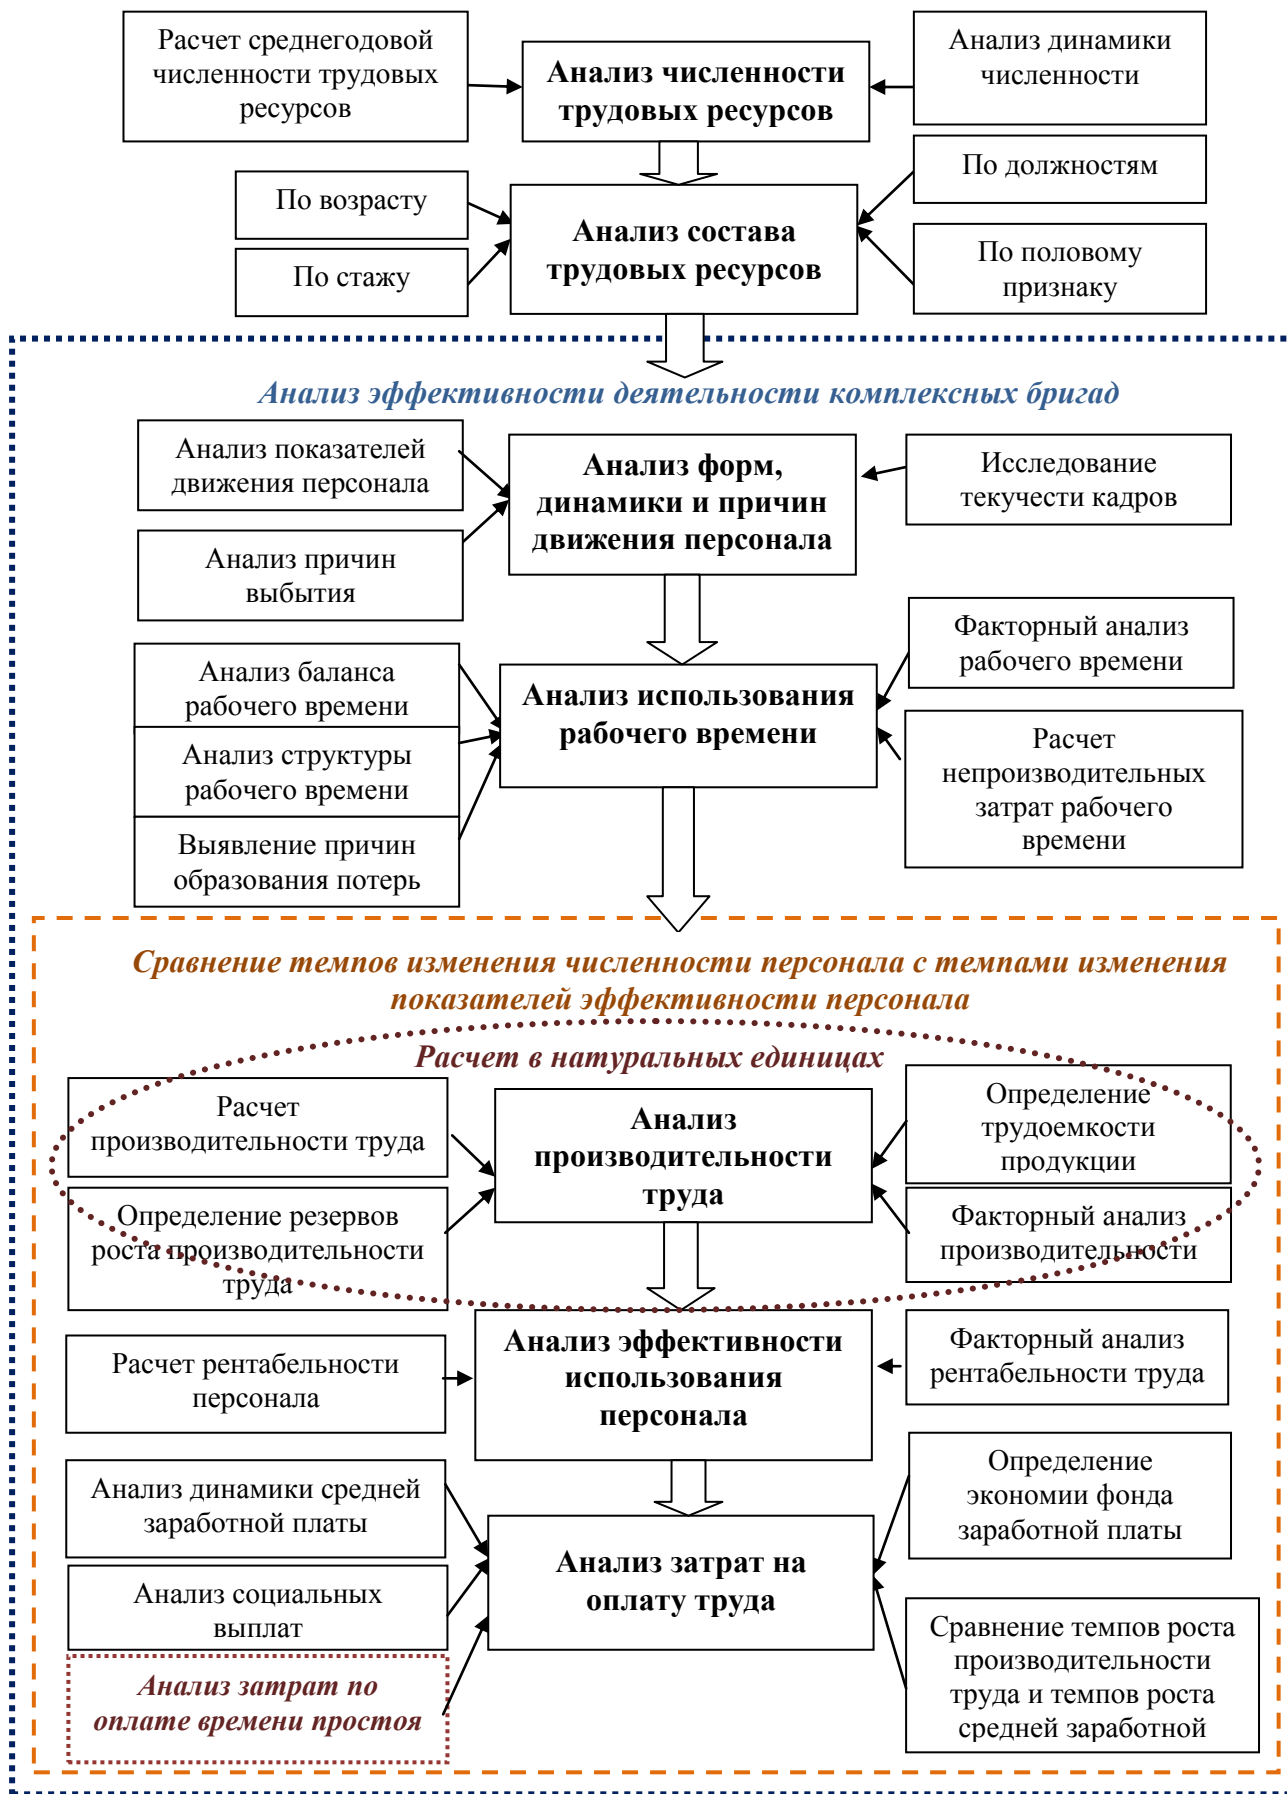 Расчет среднегодовой
численности трудовых
ресурсов
Анализ численности
трудовых ресурсов
Анализ динамики
численности
По возрасту
По стажу
Анализ состава
трудовых ресурсов
По должностям
По половому
признаку
Анализ эффективности деятельности комплексных бригад
Анализ показателей
движения персонала
Анализ причин
выбытия
Анализ форм,
динамики и причин
движения персонала
Исследование
текучести кадров
Анализ баланса
рабочего времени
Анализ структуры
рабочего времени
Выявление причин
образования потерь
Анализ использования
рабочего времени
Факторный анализ
рабочего времени
Расчет
непроизводительных
затрат рабочего
времени
Сравнение темпов изменения численности персонала с темпами изменения
показателей эффективности персонала
Расчет в натуральных единицах
Расчет
производительности труда
Определение резервов
роста производительности
труда
Анализ
производительности
труда
Определение
трудоемкости
продукции
Факторный анализ
производительности
Расчет рентабельности
персонала
Анализ эффективности
использования
персонала
Факторный анализ
рентабельности труда
Анализ динамики средней
заработной платы
Анализ социальных
выплат
Анализ затрат по
оплате времени простоя
Анализ затрат на
оплату труда
Определение
экономии фонда
заработной платы
Сравнение темпов роста
производительности
труда и темпов роста
средней заработной